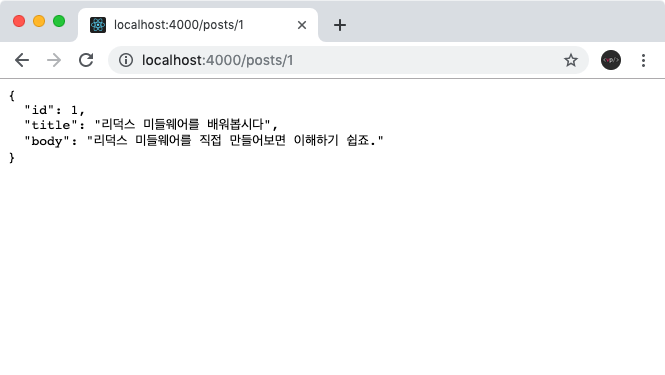 localhost:4000/posts/1
localhost:4000/posts/1
{
  "id": 1,
  "title": "리덕스 미들웨어를 배워봅시다",
  "body": "리덕스 미들웨어를 직접 만들어보면 이해하기 쉽죠."
}